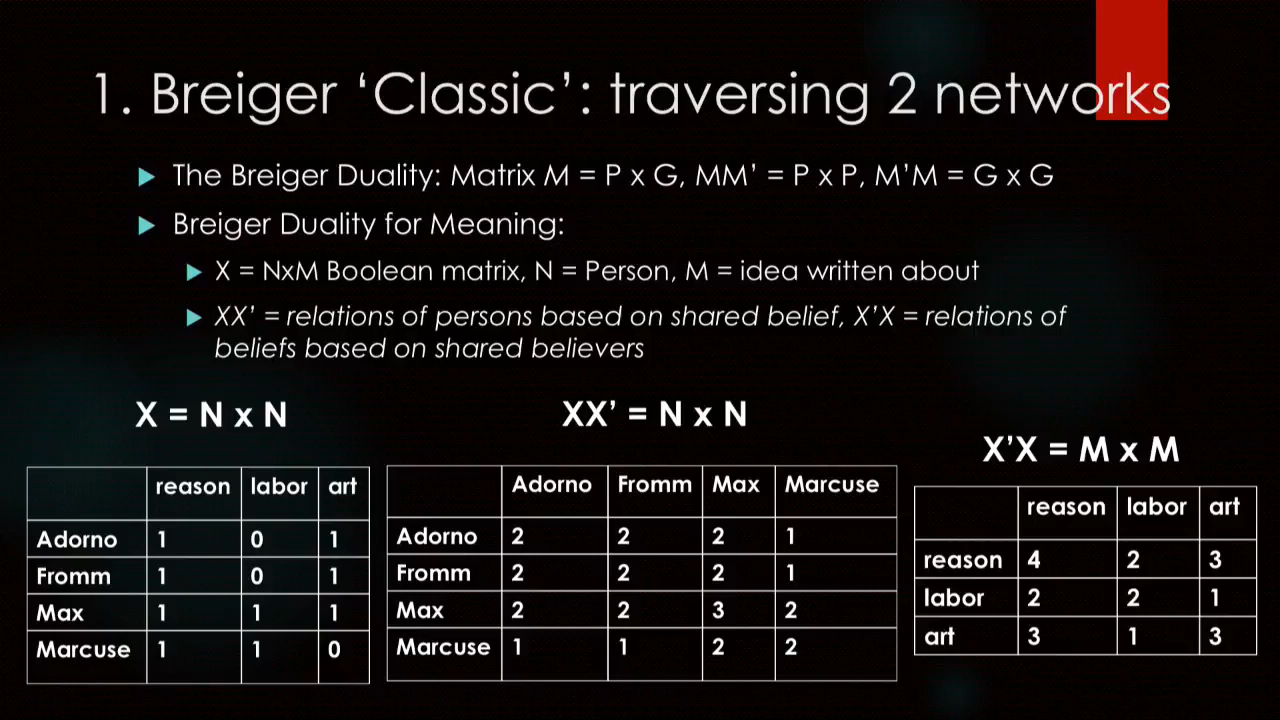 1. Breiger ‘Classic’: traversing 2 networks
The Breiger Duality: Matrix M = P x G, MM’ = P x P, M’M = G x G
Breiger Duality for Meaning:
X = NxM Boolean matrix, N = Person, M = idea written about
XX’ = relations of persons based on shared belief, X’X = relations of
beliefs based on shared believers
X = N x N
reason labor art
Adorno 1 0 1
Fromm 1 0 1
Max 1 1 1
Marcuse 1 1 0
XX’ = N x N
Adorno Fromm Max Marcuse
Adorno 2 2 2 1
Fromm 2 2 2 1
Max 2 2 3 2
Marcuse 1 1 2 2
X’X = M x M
reason labor art
reason 4 2 3
labor 2 2 1
art 3 1 3